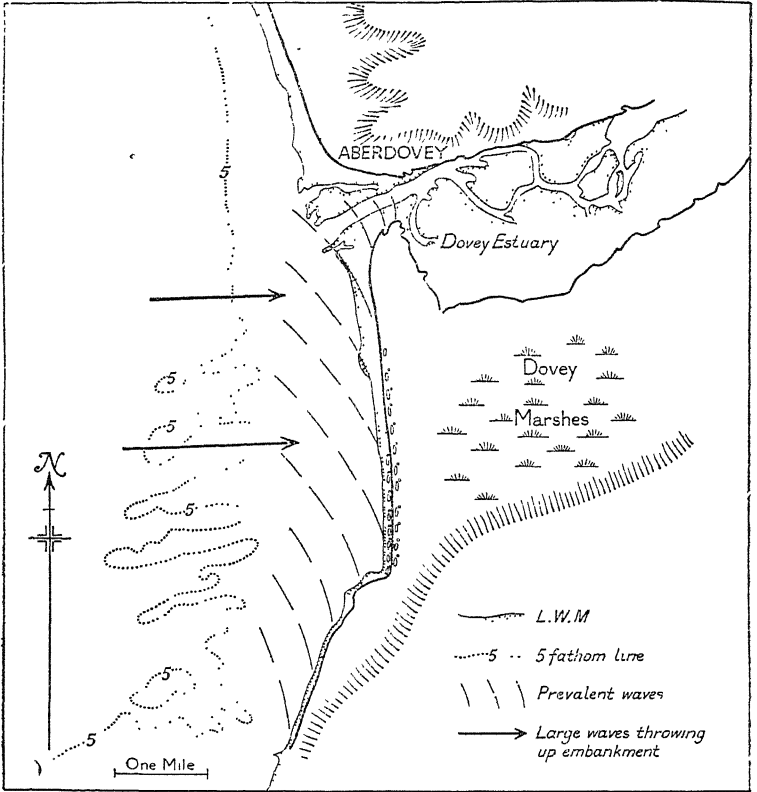 ABERDOVEY
5
Dovey Estuary
5
Dovey
5
Marshes
N
5
5
5
One Mile
L.W.M
5
5 fathom line
Prevalent waves
Large waves throwing
up embankment